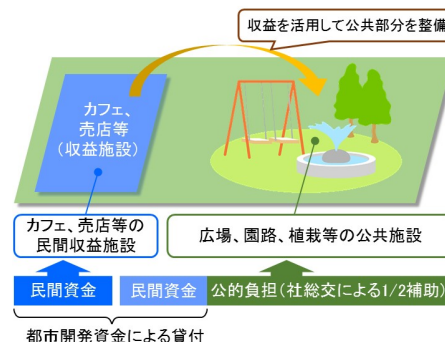 収益を活用して公共部分を整備
カフェ、
売店等
(収益施設)
カフェ、売店等の
民間収益施設
広場、園路、植栽等の公共施設
民間資金
民間資金
公的負担(社総交による1/2補助)
都市開発資金による貸付